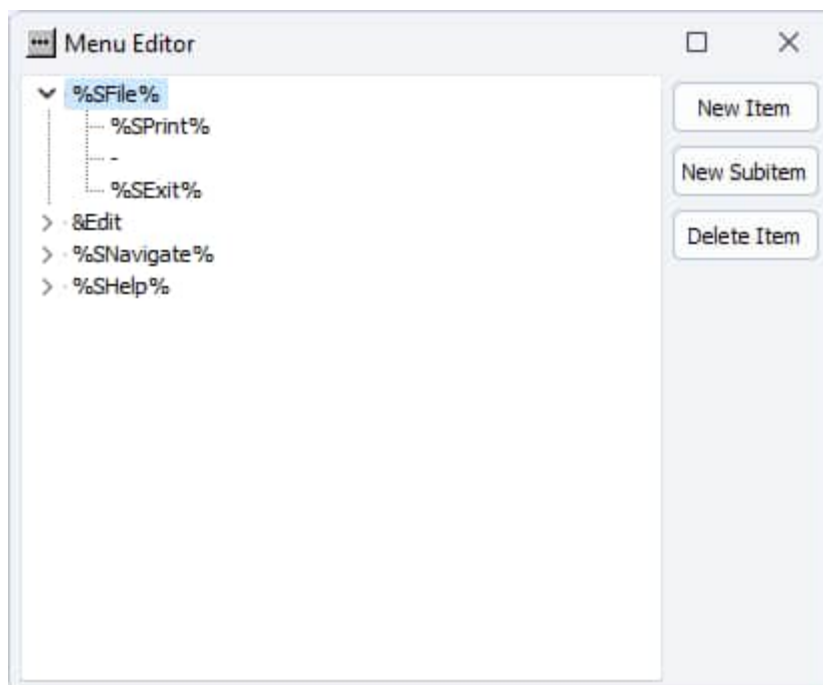 Menu Editor
%SFile%
New Item
%SPrint%
-
New Subitem
%SExit%
&Edit
Delete Item
%SNavigate%
%SHelp%